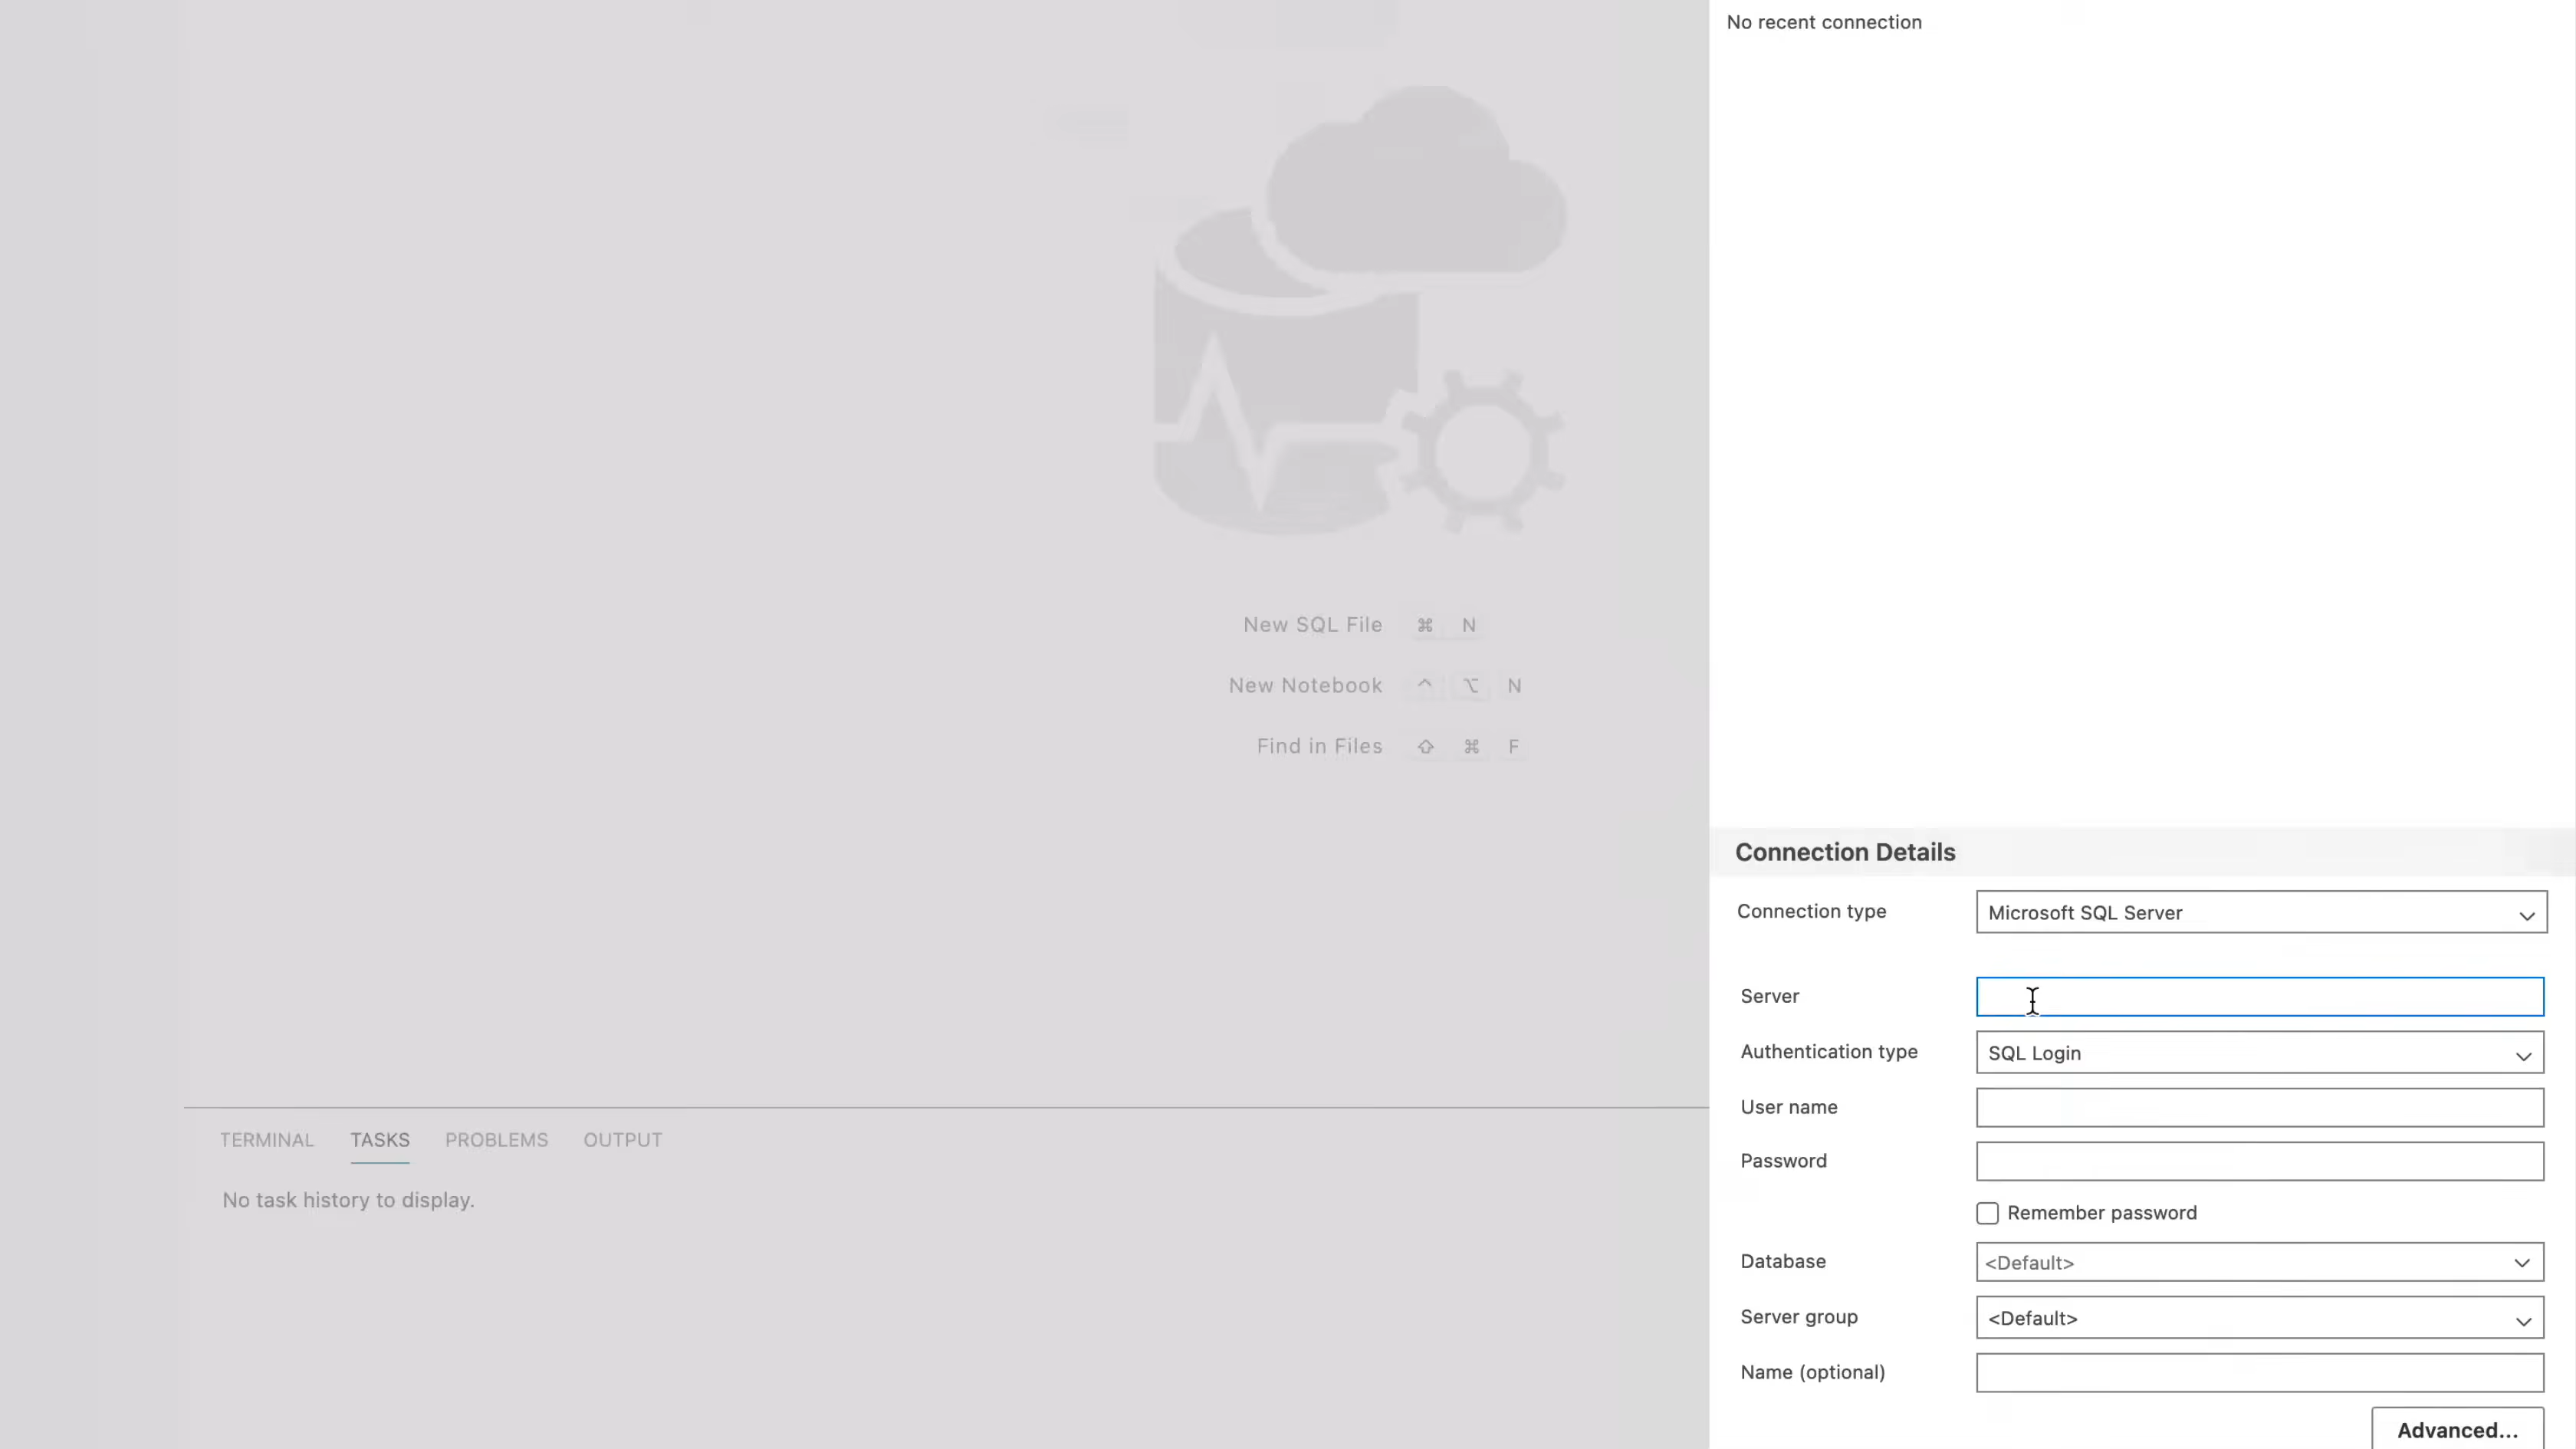 No recent connection
New SQL File ⌘ N
New Notebook ^ ⌥ N
Find in Files ⇧ ⌘ F
Connection Details
Connection type Microsoft SQL Server
Server
Authentication type SQL Login
User name
Password
Remember password
Database <Default>
Server group <Default>
Name (optional)
Advanced...
TERMINAL TASKS PROBLEMS OUTPUT
No task history to display.